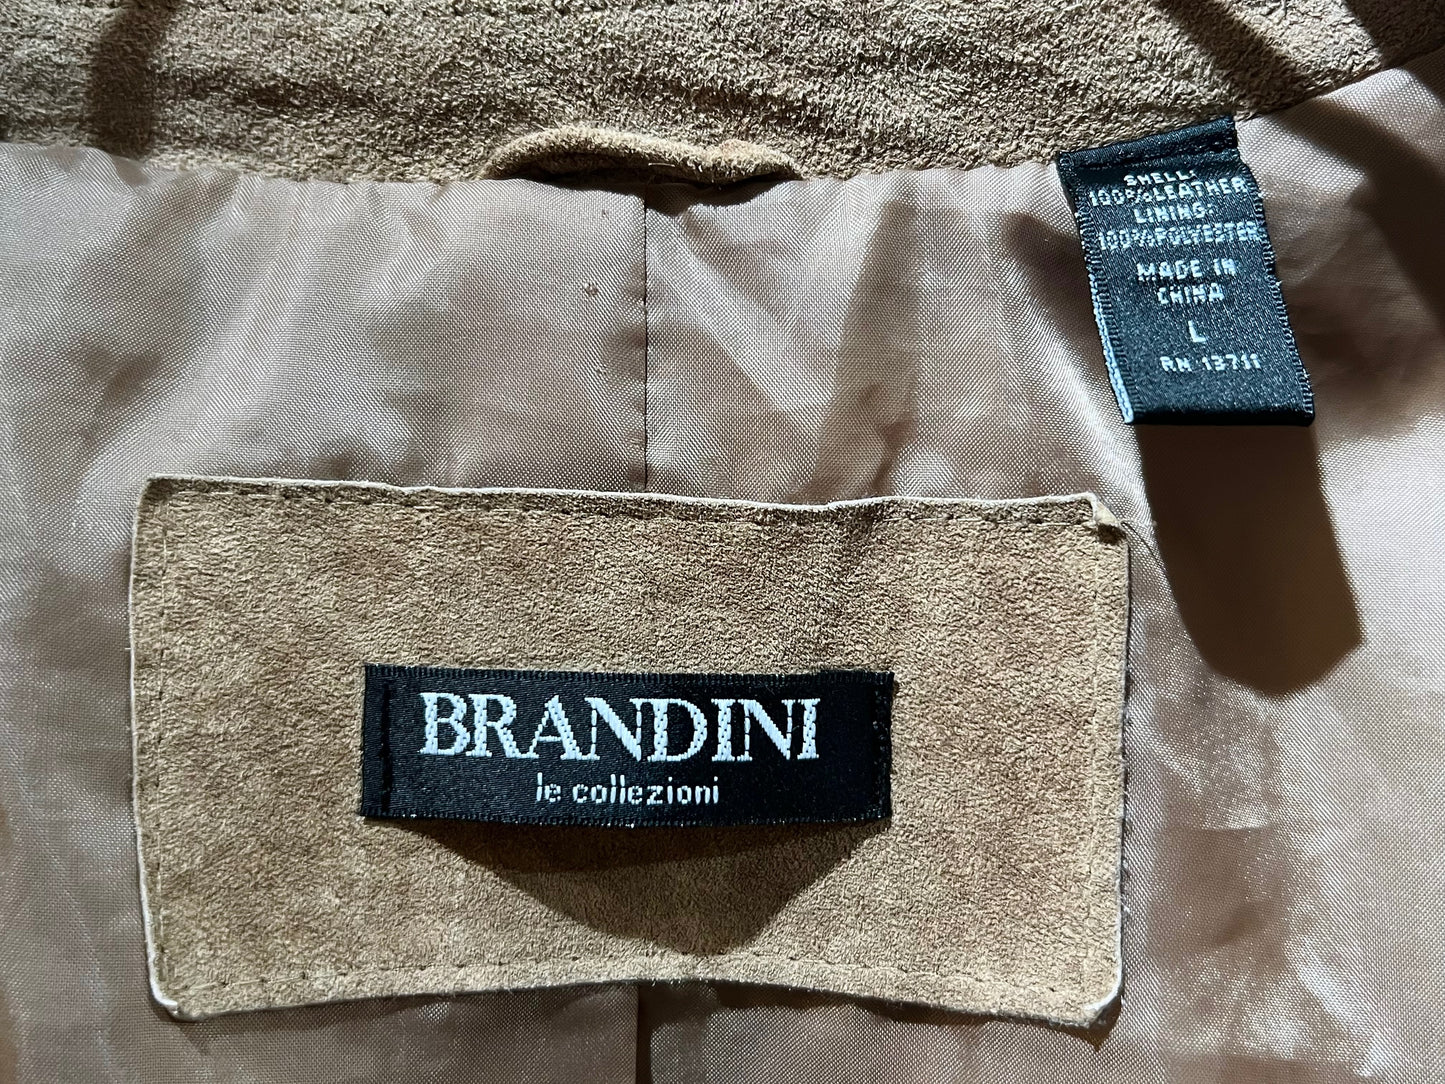 SHELL:
100%LEATHER
LINING:
100%POLYESTER
MADE IN
CHINA
L
RN 13711
BRANDINI
le collezioni